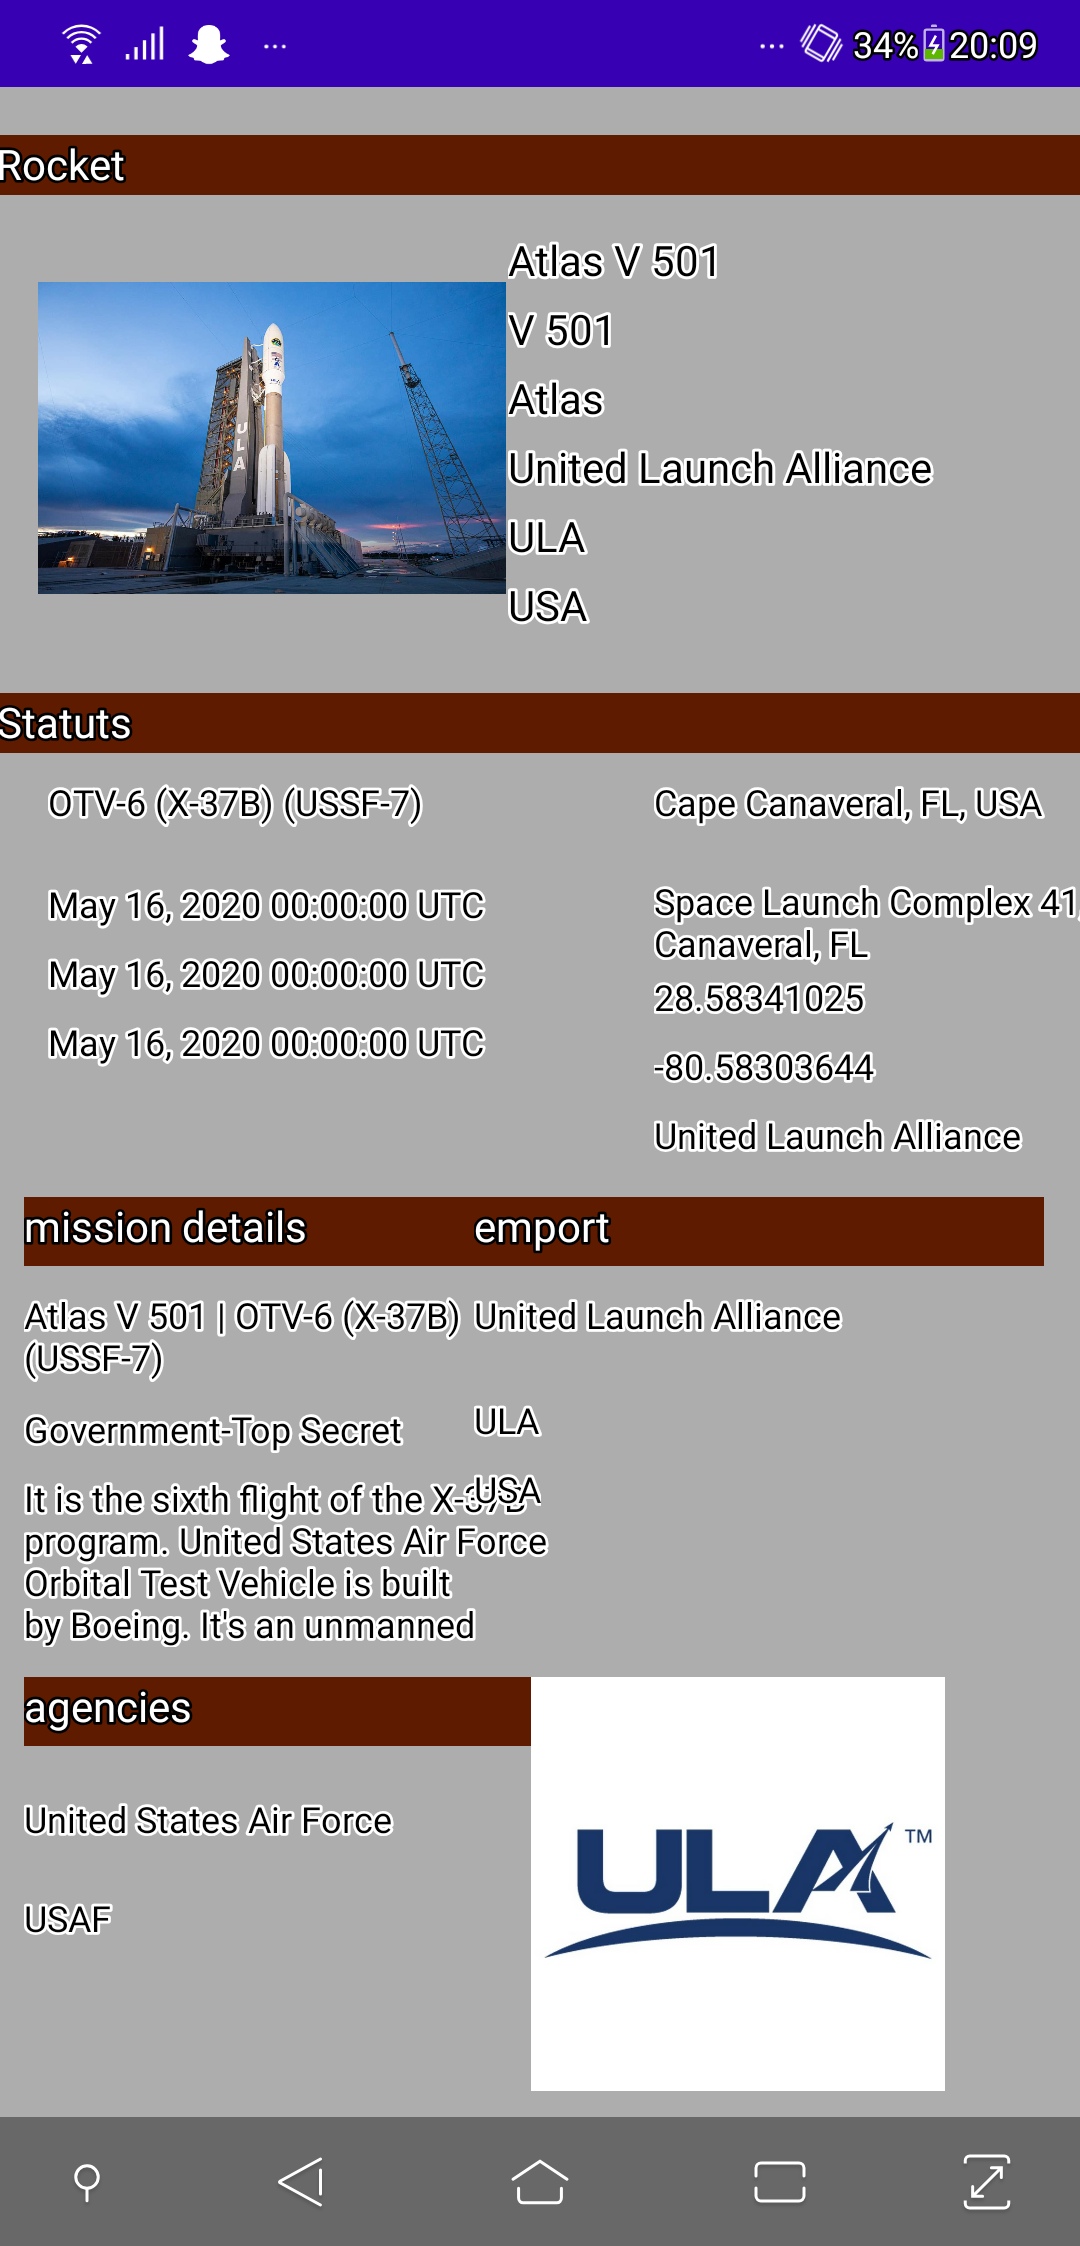 34% 20:09
Rocket
Atlas V 501
V 501
Atlas
United Launch Alliance
ULA
USA
ULA
Statuts
OTV-6 (X-37B) (USSF-7)
May 16, 2020 00:00:00 UTC
May 16, 2020 00:00:00 UTC
May 16, 2020 00:00:00 UTC
Cape Canaveral, FL, USA
Space Launch Complex 41,
Canaveral, FL
28.58341025
-80.58303644
United Launch Alliance
mission details
Atlas V 501 | OTV-6 (X-37B)
(USSF-7)
Government-Top Secret
It is the sixth flight of the X-37B
program. United States Air Force
Orbital Test Vehicle is built
by Boeing. It's an unmanned
emport
United Launch Alliance
ULA
USA
agencies
United States Air Force
USAF
ULA TM